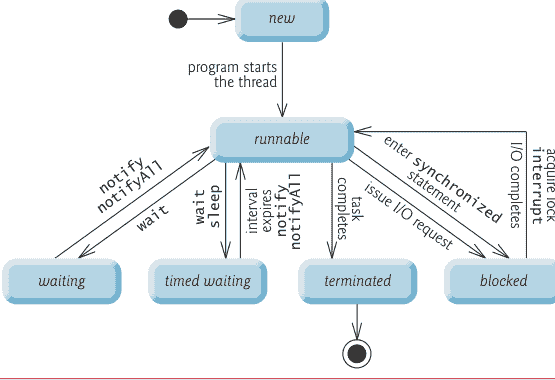 new
program starts
the thread
runnable
notify
notifyAll
wait
wait
sleep
interval
expires
notify
notifyAll
task
completes
enter synchronized
statement
issue I/O request
I/O completes
interrupt
acquire lock
waiting
timed waiting
terminated
blocked